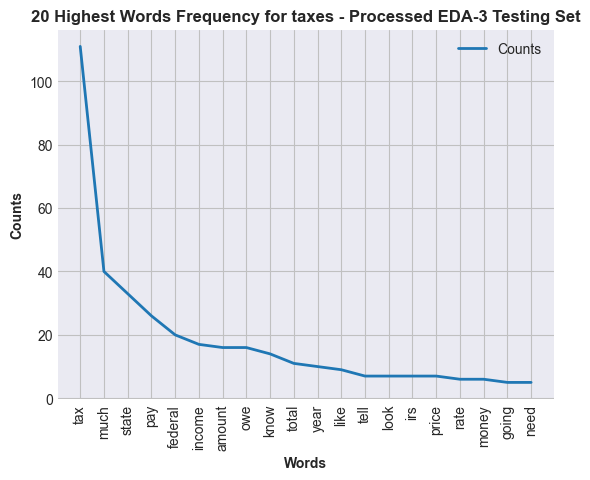 20 Highest Words Frequency for taxes - Processed EDA-3 Testing Set
Counts
100
80
60
40
20
0
Counts
tax
much
state
pay
federal
income
amount
owe
know
total
year
like
tell
look
irs
price
rate
money
going
need
Words